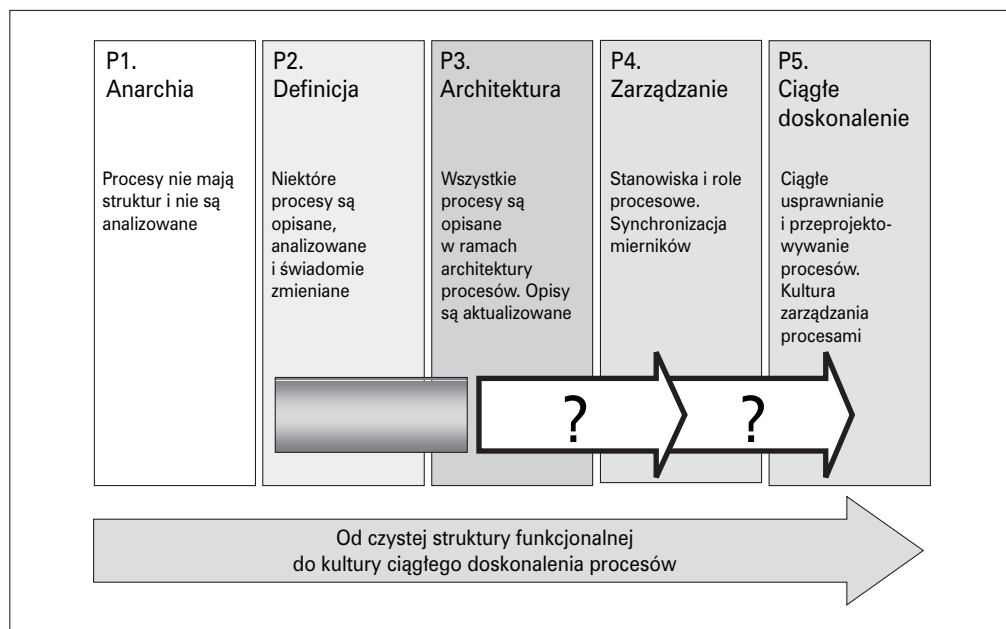 P1.
Anarchia
Procesy nie mają
struktur i nie są
analizowane
P2.
Definicja
Niektóre
procesy są
opisane,
analizowane
i świadomie
zmieniane
P3.
Architektura
Wszystkie
procesy są
opisane
w ramach
architektury
procesów. Opisy
są aktualizowane
P4.
Zarządzanie
Stanowiska i role
procesowe.
Synchronizacja
mierników
P5.
Ciągłe
doskonalenie
Ciągłe
usprawnianie
i przeprojekto-
wywanie
procesów.
Kultura
zarządzania
procesami
?
?
Od czystej struktury funkcjonalnej
do kultury ciągłego doskonalenia procesów